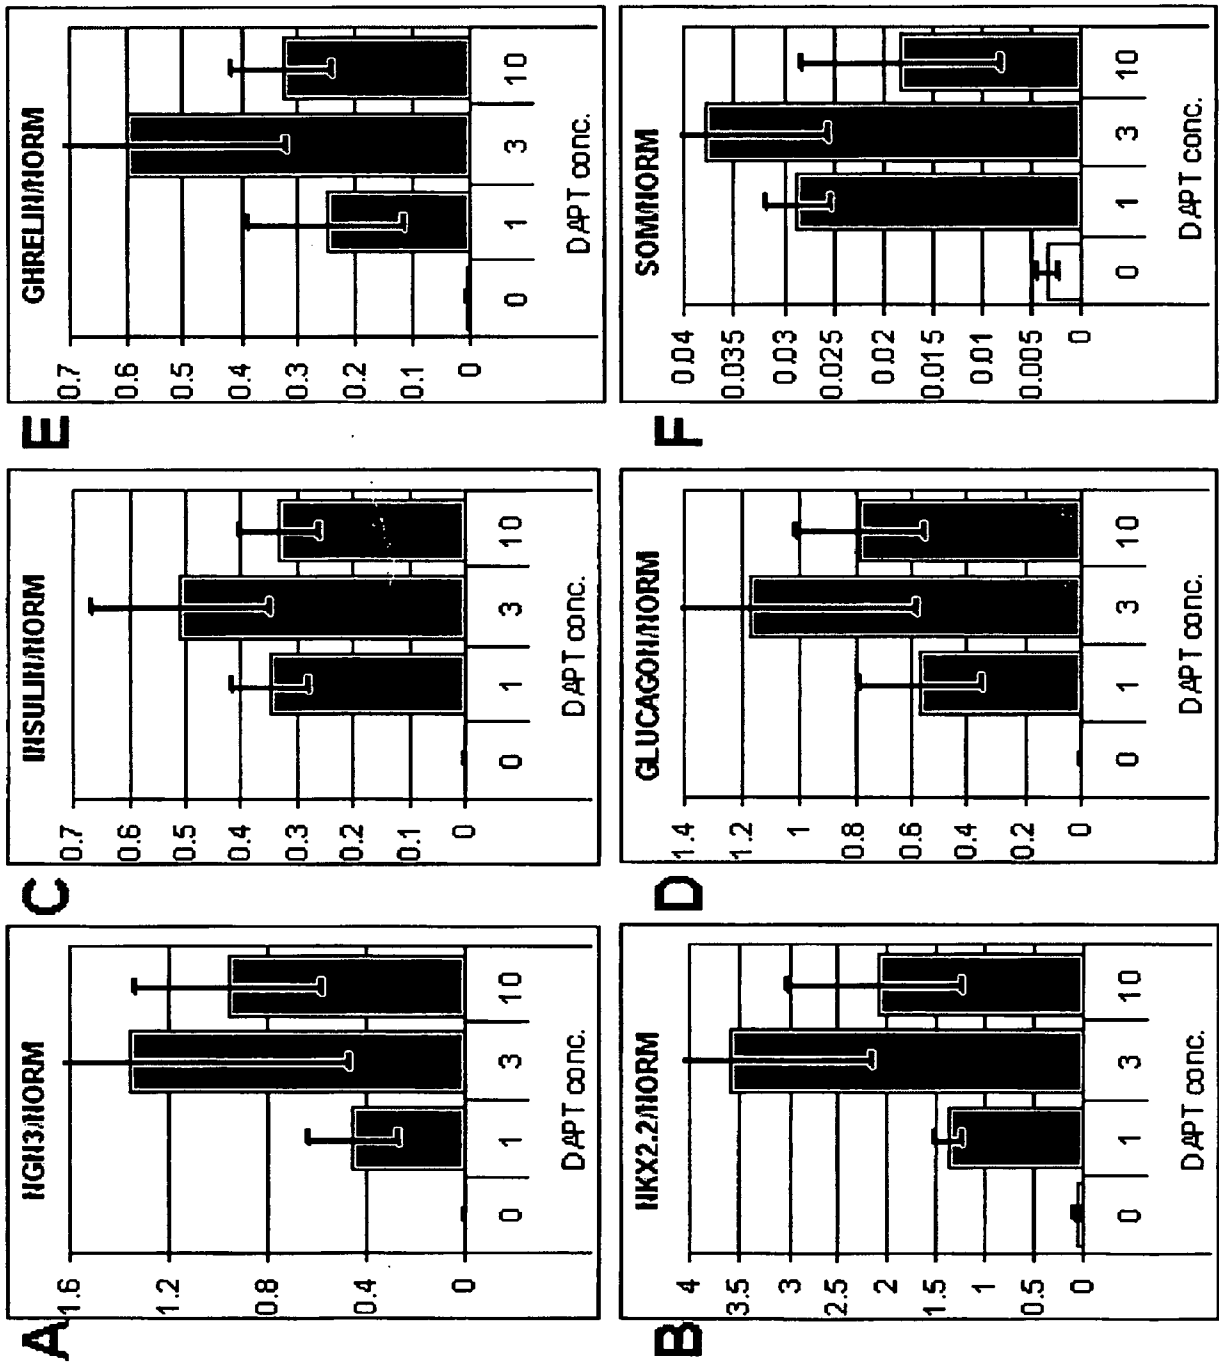 A
NGN3/NORM
1.6
1.2
0.8
0.4
0
0 1 3 10
DAPT conc.
C
INSULIN/NORM
0.7
0.6
0.5
0.4
0.3
0.2
0.1
0
0 1 3 10
DAPT conc.
E
GHRELIN/NORM
0.7
0.6
0.5
0.4
0.3
0.2
0.1
0
0 1 3 10
DAPT conc.
B
NKX2.2/NORM
4
3.5
3
2.5
2
1.5
1
0.5
0
0 1 3 10
DAPT conc.
D
GLUCAGON/NORM
1.4
1.2
1
0.8
0.6
0.4
0.2
0
0 1 3 10
DAPT conc.
F
SOM/NORM
0.04
0.035
0.03
0.025
0.02
0.015
0.01
0.005
0
0 1 3 10
DAPT conc.